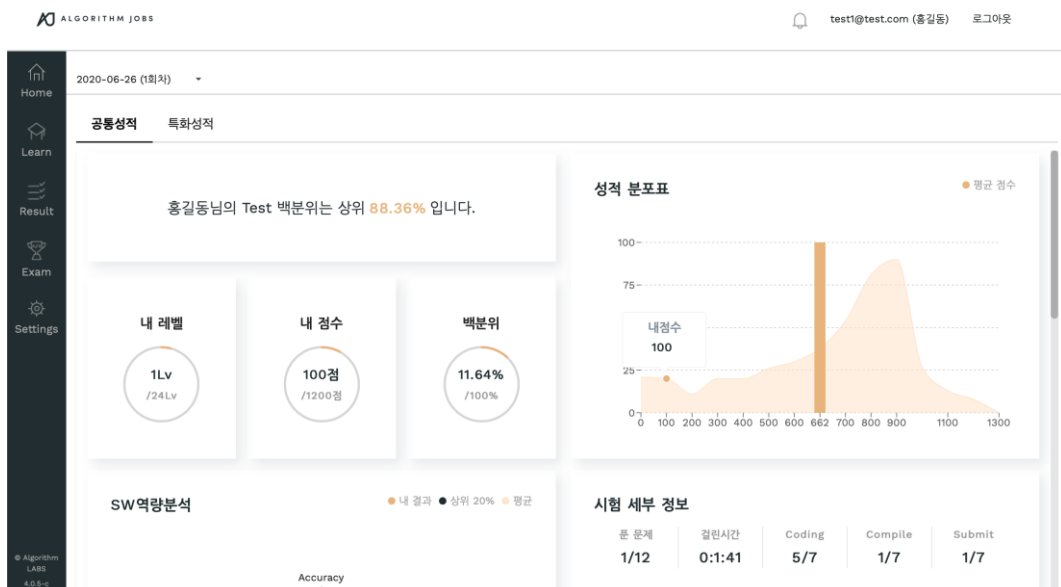 ALGORITHM JOBS
test1@test.com (홍길동) 로그아웃
Home
Learn
Result
Exam
Settings
© Algorithm
LABS
4.0.5-c
2020-06-26 (1회차)
공통성적 특화성적
홍길동님의 Test 백분위는 상위 88.36% 입니다.
내 레벨
1Lv
/24Lv
내 점수
100점
/1200점
백분위
11.64%
/100%
성적 분포표
평균 점수
100
75
25
0
내점수
100
0 100 200 300 400 500 600 662 700 800 900 1100 1300
SW역량분석
내 결과 상위 20% 평균
Accuracy
시험 세부 정보
푼 문제 걸린시간 Coding Compile Submit
1/12 0:1:41 5/7 1/7 1/7